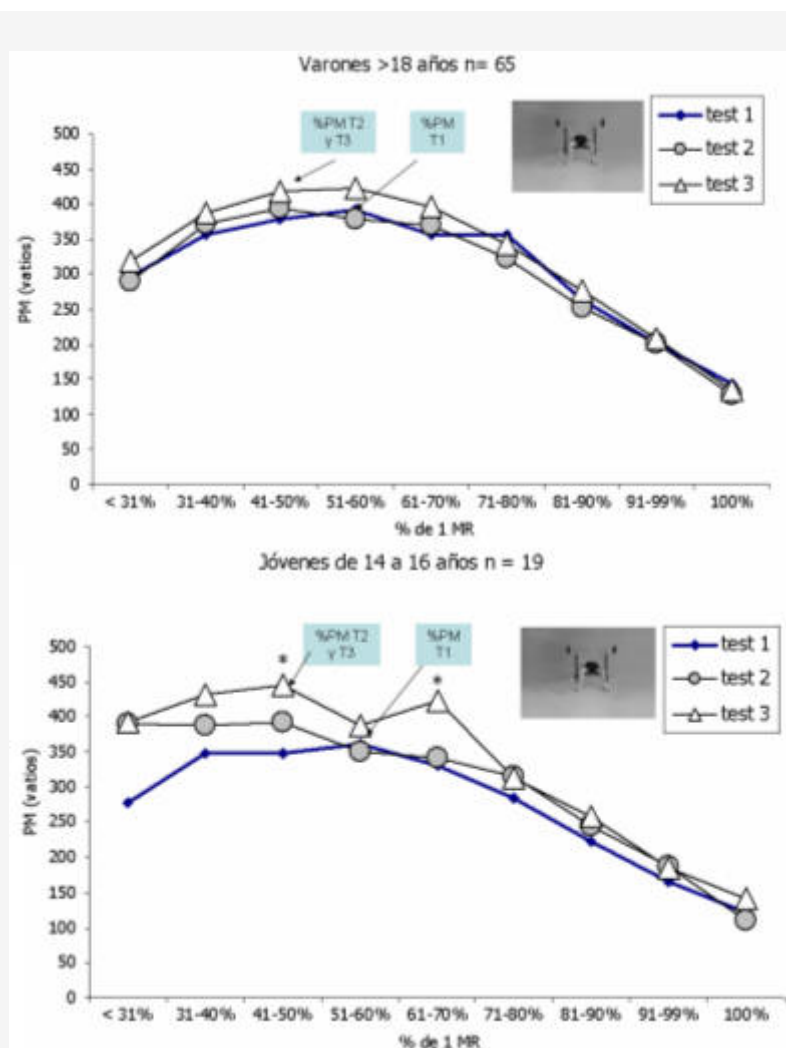 Varones >18 años n= 65
%PM T2
y T3
%PM
T1
test 1
test 2
test 3
500
450
400
350
300
250
200
150
100
50
0
PM (vatios)
< 31% 31-40% 41-50% 51-60% 61-70% 71-80% 81-90% 91-99% 100%
% de 1 MR
Jóvenes de 14 a 16 años n = 19
%PM T2
y T3
%PM
T1
test 1
test 2
test 3
*
*
500
450
400
350
300
250
200
150
100
50
0
PM (vatios)
< 31% 31-40% 41-50% 51-60% 61-70% 71-80% 81-90% 91-99% 100%
% de 1 MR